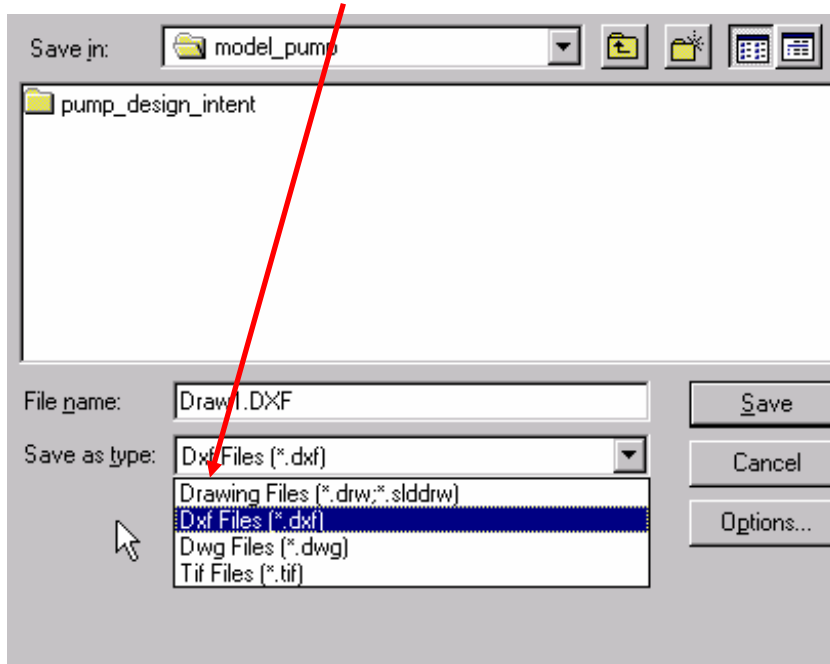 Save in: model_pump
pump_design_intent
File name: Draw1.DXF Save
Save as type: Dxf Files (*.dxf) Cancel
Drawing Files (*.drw;*.slddrw)
Dxf Files (*.dxf) Options...
Dwg Files (*.dwg)
Tif Files (*.tif)